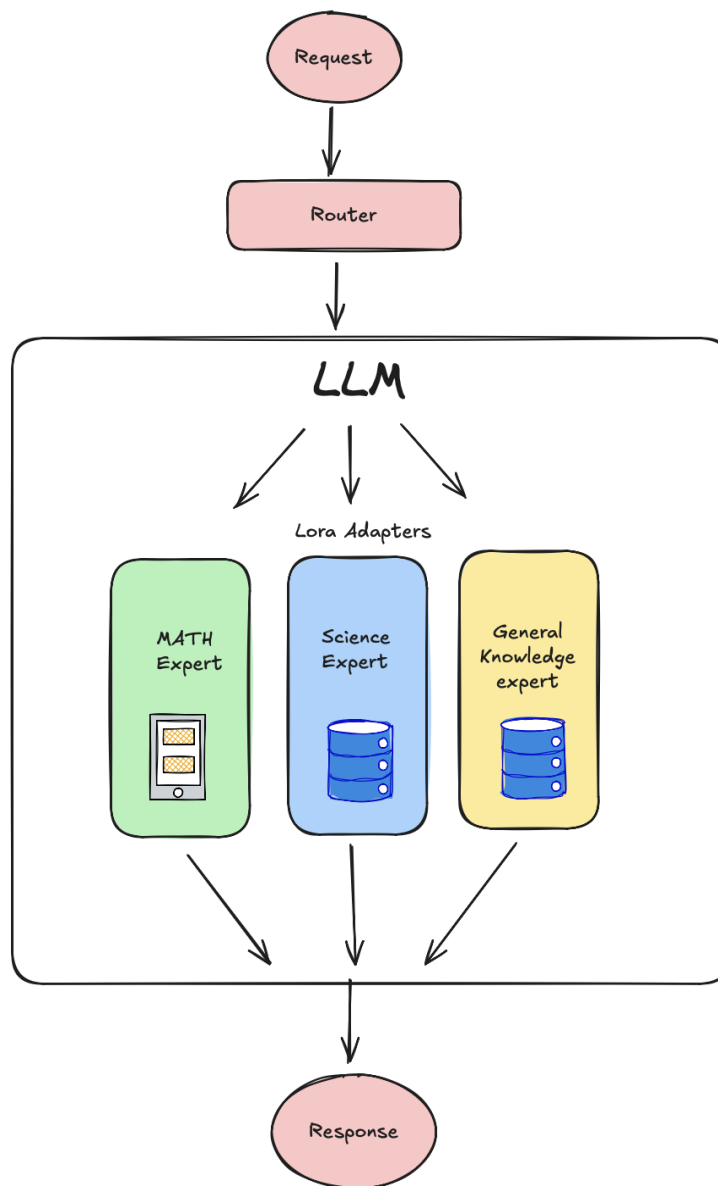 Request
Router
LLM
Lora Adapters
MATH
Expert
Science
Expert
General
Knowledge
expert
Response